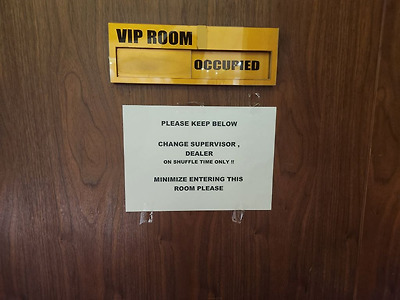 VIP ROOM
OCCUPIED
PLEASE KEEP BELOW
CHANGE SUPERVISOR ,
DEALER
ON SHUFFLE TIME ONLY !!
MINIMIZE ENTERING THIS
ROOM PLEASE